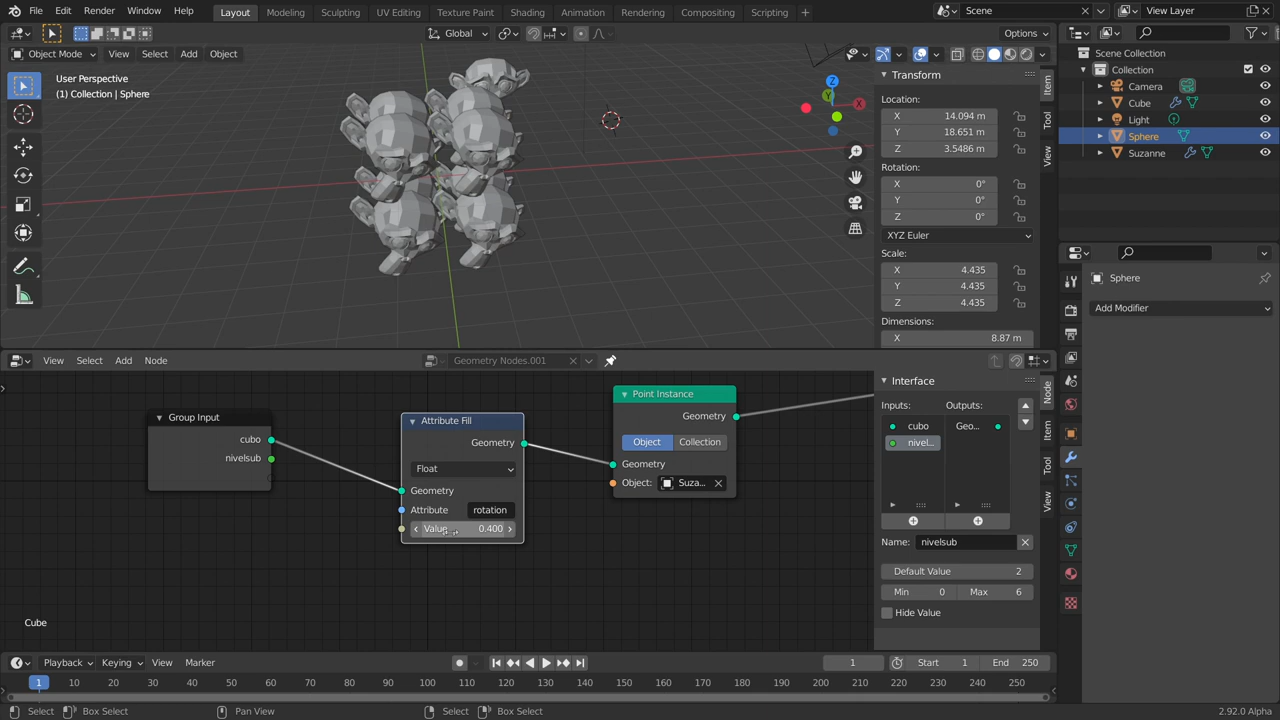 File Edit Render Window Help Layout Modeling Sculpting UV Editing Texture Paint Shading Animation Rendering Compositing Scripting + Scene View Layer
Global Options
Object Mode View Select Add Object
User Perspective
(1) Collection | Sphere
Z
Y
X
Transform
Location:
X 14.094 m
Y 18.651 m
Z 3.5486 m
Rotation:
X 0°
Y 0°
Z 0°
XYZ Euler
Scale:
X 4.435
Y 4.435
Z 4.435
Dimensions:
X 8.87 m
Item
Tool
View
Scene Collection
Collection
Camera
Cube
Light
Sphere
Suzanne
Sphere
Add Modifier
View Select Add Node Geometry Nodes.001
Group Input
cubo
nivelsub
Attribute Fill
Geometry
Float
Geometry
Attribute rotation
Value 0.400
Point Instance
Geometry
Object Collection
Geometry
Object: Suza...
Cube
Interface
Inputs: Outputs:
cubo Geo...
nivel...
Name: nivelsub
Default Value 2
Min 0 Max 6
Hide Value
Node
Item
Tool
View
Playback Keying View Marker 1 Start 1 End 250
1 10 20 30 40 50 60 70 80 90 100 110 120 130 140 150 160 170 180 190 200 210 220 230 240 250
Select Box Select Pan View Select Box Select 2.92.0 Alpha